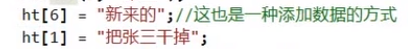 ht[6] = "新来的";//这也是一种添加数据的方式
ht[1] = "把张三干掉";